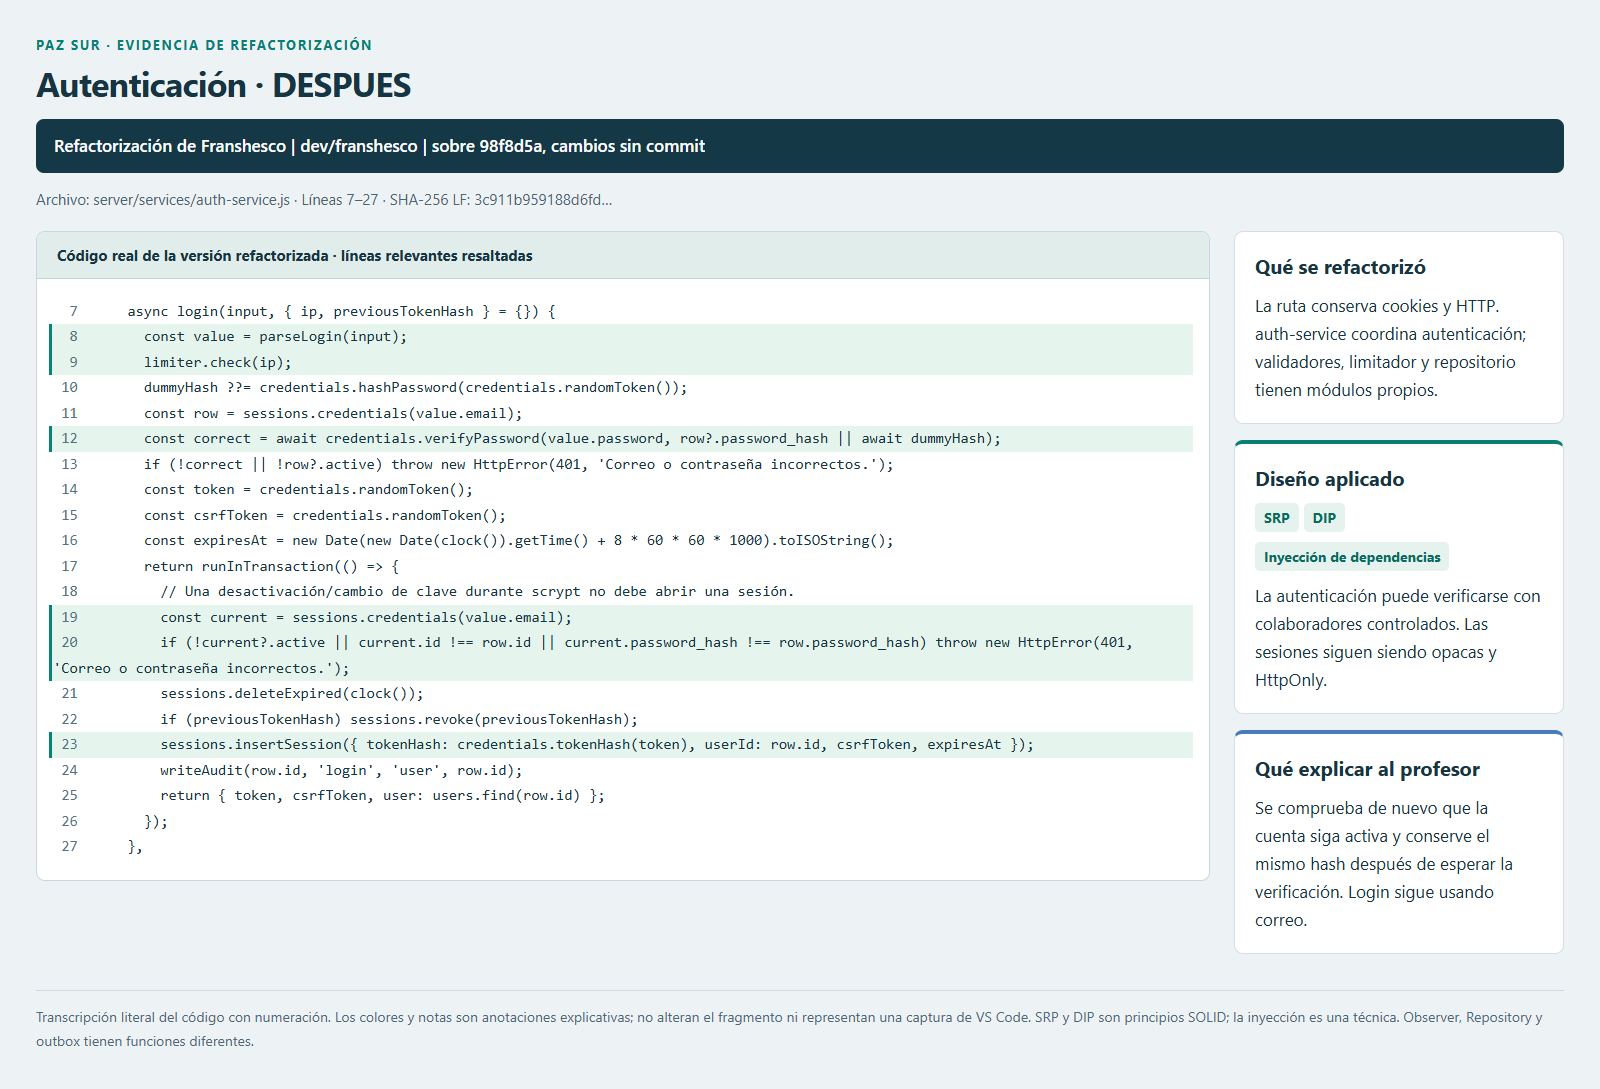 PAZ SUR · EVIDENCIA DE REFACTORIZACIÓN
Autenticación · DESPUES
Refactorización de Franshesco | dev/franshesco | sobre 98f8d5a, cambios sin commit
Archivo: server/services/auth-service.js · Líneas 7–27 · SHA-256 LF: 3c911b959188d6fd…
Código real de la versión refactorizada · líneas relevantes resaltadas
7 async login(input, { ip, previousTokenHash } = {}) {
8 const value = parseLogin(input);
9 limiter.check(ip);
10 dummyHash ??= credentials.hashPassword(credentials.randomToken());
11 const row = sessions.credentials(value.email);
12 const correct = await credentials.verifyPassword(value.password, row?.password_hash || await dummyHash);
13 if (!correct || !row?.active) throw new HttpError(401, 'Correo o contraseña incorrectos.');
14 const token = credentials.randomToken();
15 const csrfToken = credentials.randomToken();
16 const expiresAt = new Date(new Date(clock()).getTime() + 8 * 60 * 60 * 1000).toISOString();
17 return runInTransaction(() => {
18 // Una desactivación/cambio de clave durante scrypt no debe abrir una sesión.
19 const current = sessions.credentials(value.email);
20 if (!current?.active || current.id !== row.id || current.password_hash !== row.password_hash) throw new HttpError(401,
'Correo o contraseña incorrectos.');
21 sessions.deleteExpired(clock());
22 if (previousTokenHash) sessions.revoke(previousTokenHash);
23 sessions.insertSession({ tokenHash: credentials.tokenHash(token), userId: row.id, csrfToken, expiresAt });
24 writeAudit(row.id, 'login', 'user', row.id);
25 return { token, csrfToken, user: users.find(row.id) };
26 });
27 },
Qué se refactorizó
La ruta conserva cookies y HTTP.
auth-service coordina autenticación;
validadores, limitador y repositorio
tienen módulos propios.
Diseño aplicado
SRP DIP
Inyección de dependencias
La autenticación puede verificarse con
colaboradores controlados. Las
sesiones siguen siendo opacas y
HttpOnly.
Qué explicar al profesor
Se comprueba de nuevo que la
cuenta siga activa y conserve el
mismo hash después de esperar la
verificación. Login sigue usando
correo.
Transcripción literal del código con numeración. Los colores y notas son anotaciones explicativas; no alteran el fragmento ni representan una captura de VS Code. SRP y DIP son principios SOLID; la inyección es una técnica. Observer, Repository y
outbox tienen funciones diferentes.